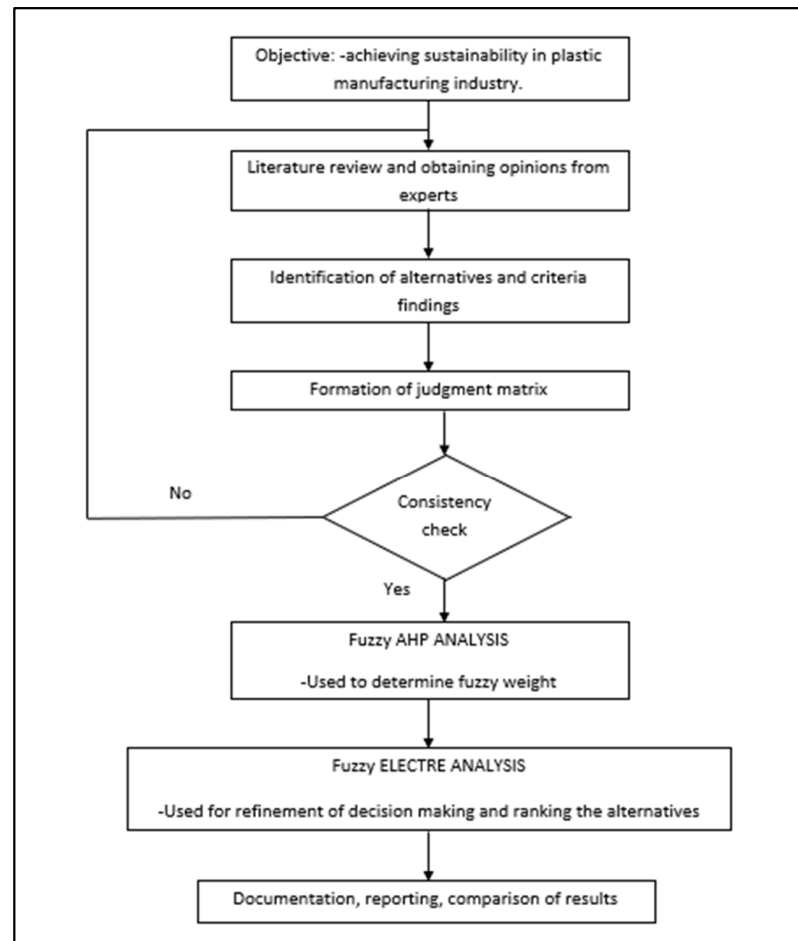 Objective: -achieving sustainability in plastic
manufacturing industry.
Literature review and obtaining opinions from
experts
Identification of alternatives and criteria
findings
Formation of judgment matrix
Consistency
check
No
Yes
Fuzzy AHP ANALYSIS
-Used to determine fuzzy weight
Fuzzy ELECTRE ANALYSIS
-Used for refinement of decision making and ranking the alternatives
Documentation, reporting, comparison of results